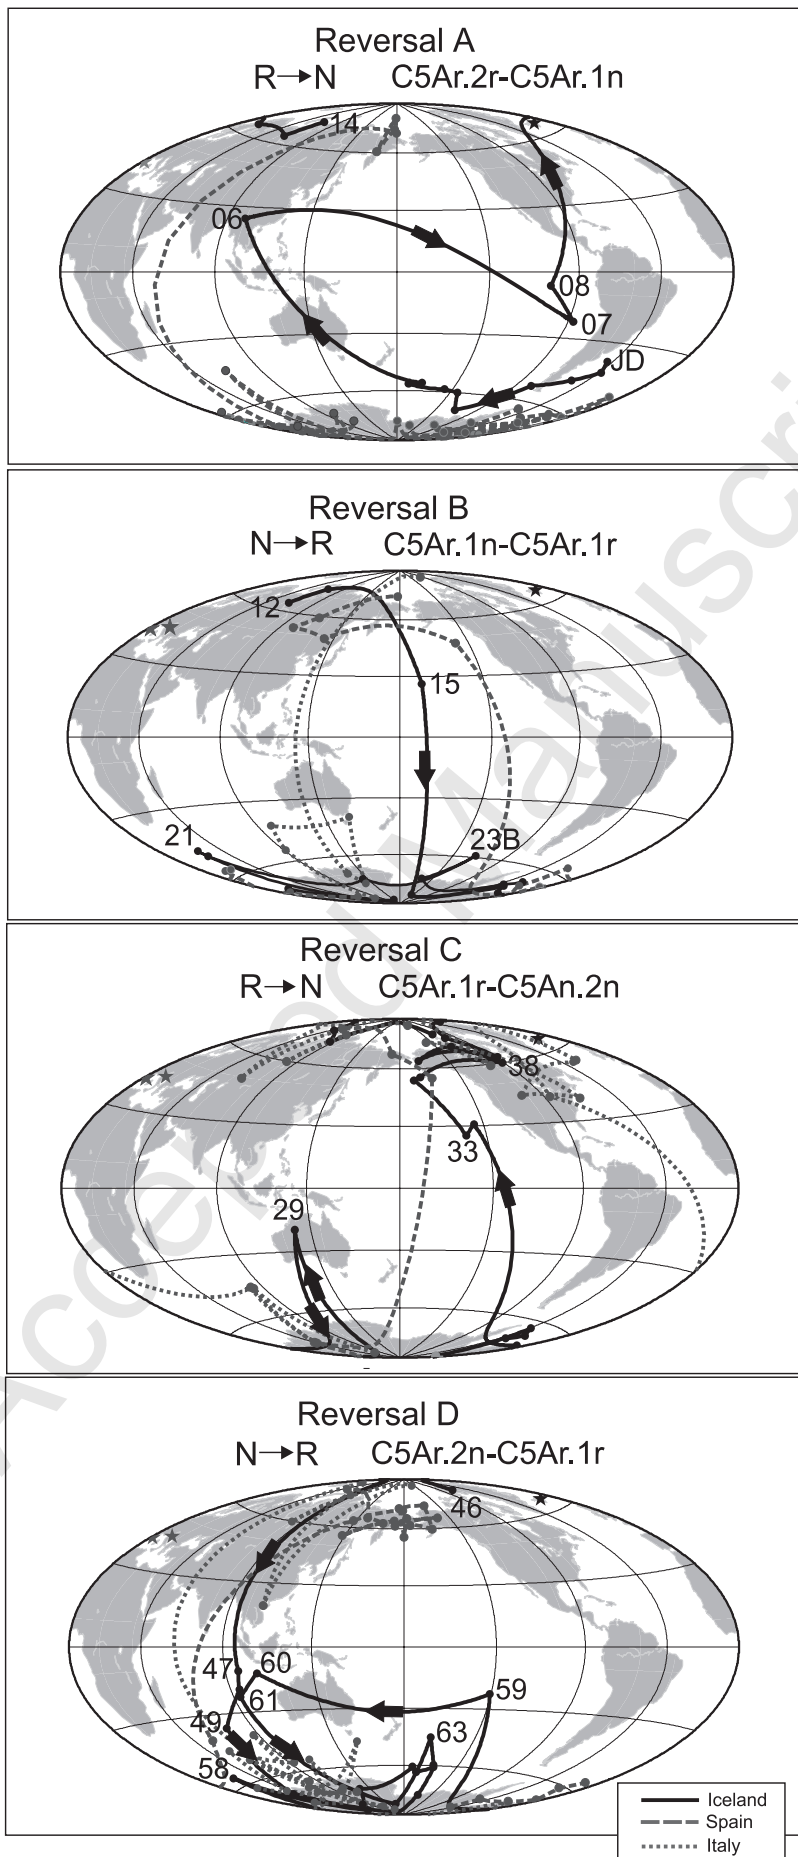 Reversal A
R→N C5Ar.2r-C5Ar.1n
14
06
08
07
JD
Reversal B
N→R C5Ar.1n-C5Ar.1r
12
15
21
23B
Reversal C
R→N C5Ar.1r-C5An.2n
38
33
29
Reversal D
N→R C5Ar.2n-C5Ar.1r
46
47
60
61
59
49
63
58
Iceland
Spain
Italy
Accepted Manuscri